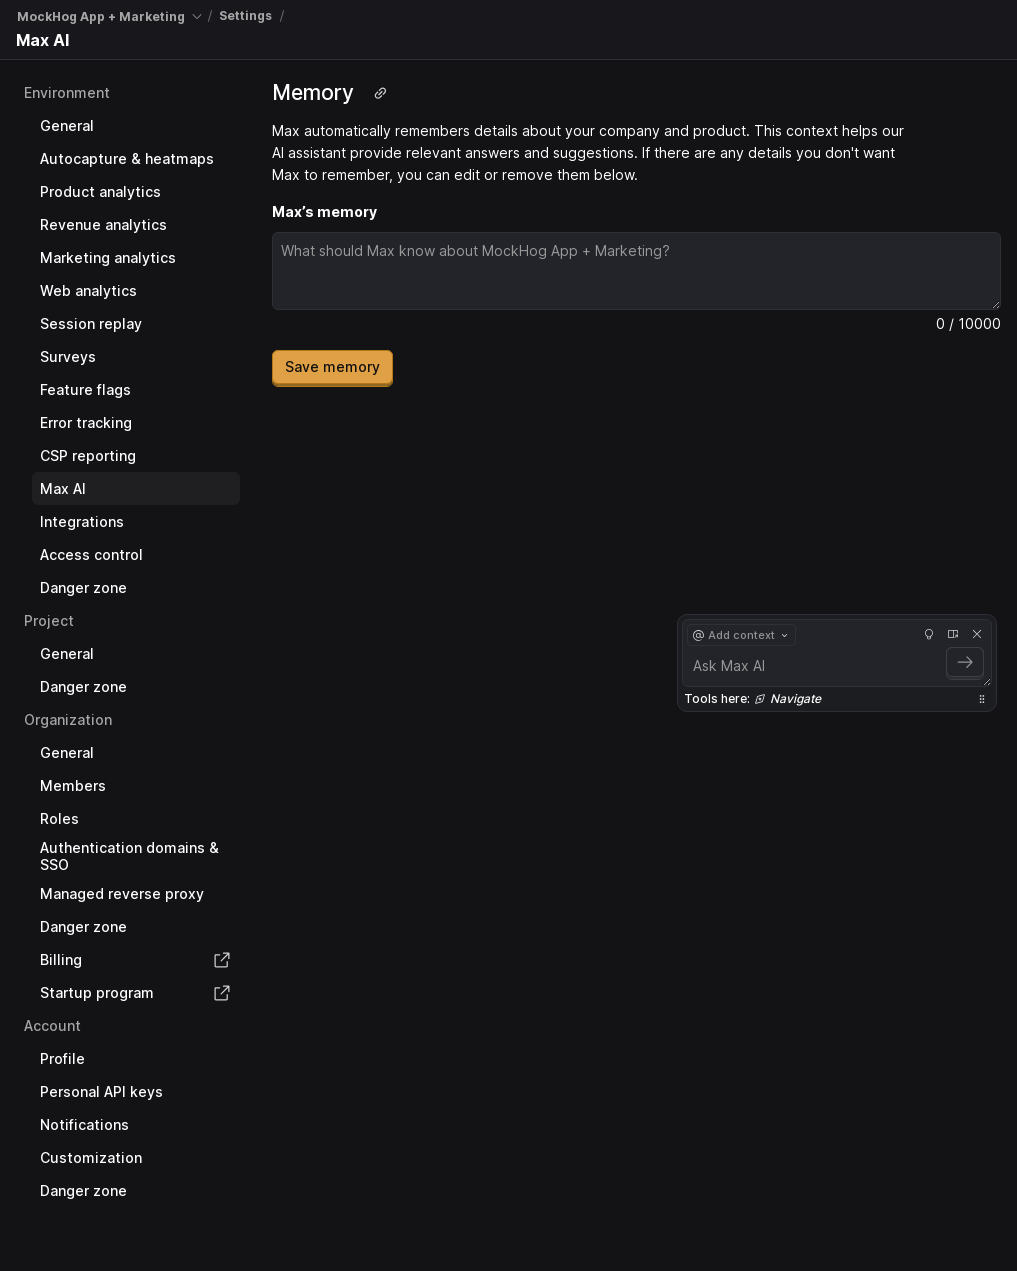 MockHog App + Marketing / Settings /
Max AI
Environment
General
Autocapture & heatmaps
Product analytics
Revenue analytics
Marketing analytics
Web analytics
Session replay
Surveys
Feature flags
Error tracking
CSP reporting
Max AI
Integrations
Access control
Danger zone
Project
General
Danger zone
Organization
General
Members
Roles
Authentication domains &
SSO
Managed reverse proxy
Danger zone
Billing
Startup program
Account
Profile
Personal API keys
Notifications
Customization
Danger zone
Memory
Max automatically remembers details about your company and product. This context helps our
AI assistant provide relevant answers and suggestions. If there are any details you don't want
Max to remember, you can edit or remove them below.
Max’s memory
What should Max know about MockHog App + Marketing?
0 / 10000
Save memory
@ Add context
Ask Max AI
Tools here: Navigate